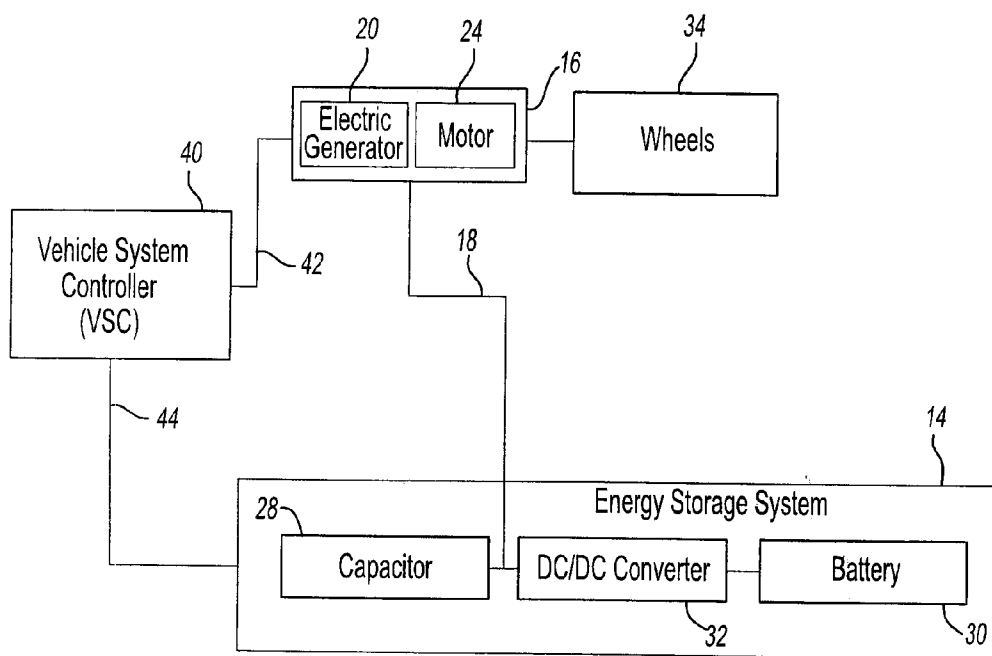 20
24
16
34
Electric
Generator
Motor
Wheels
40
Vehicle System
Controller
(VSC)
42
18
44
14
Energy Storage System
28
Capacitor
DC/DC Converter
Battery
32
30